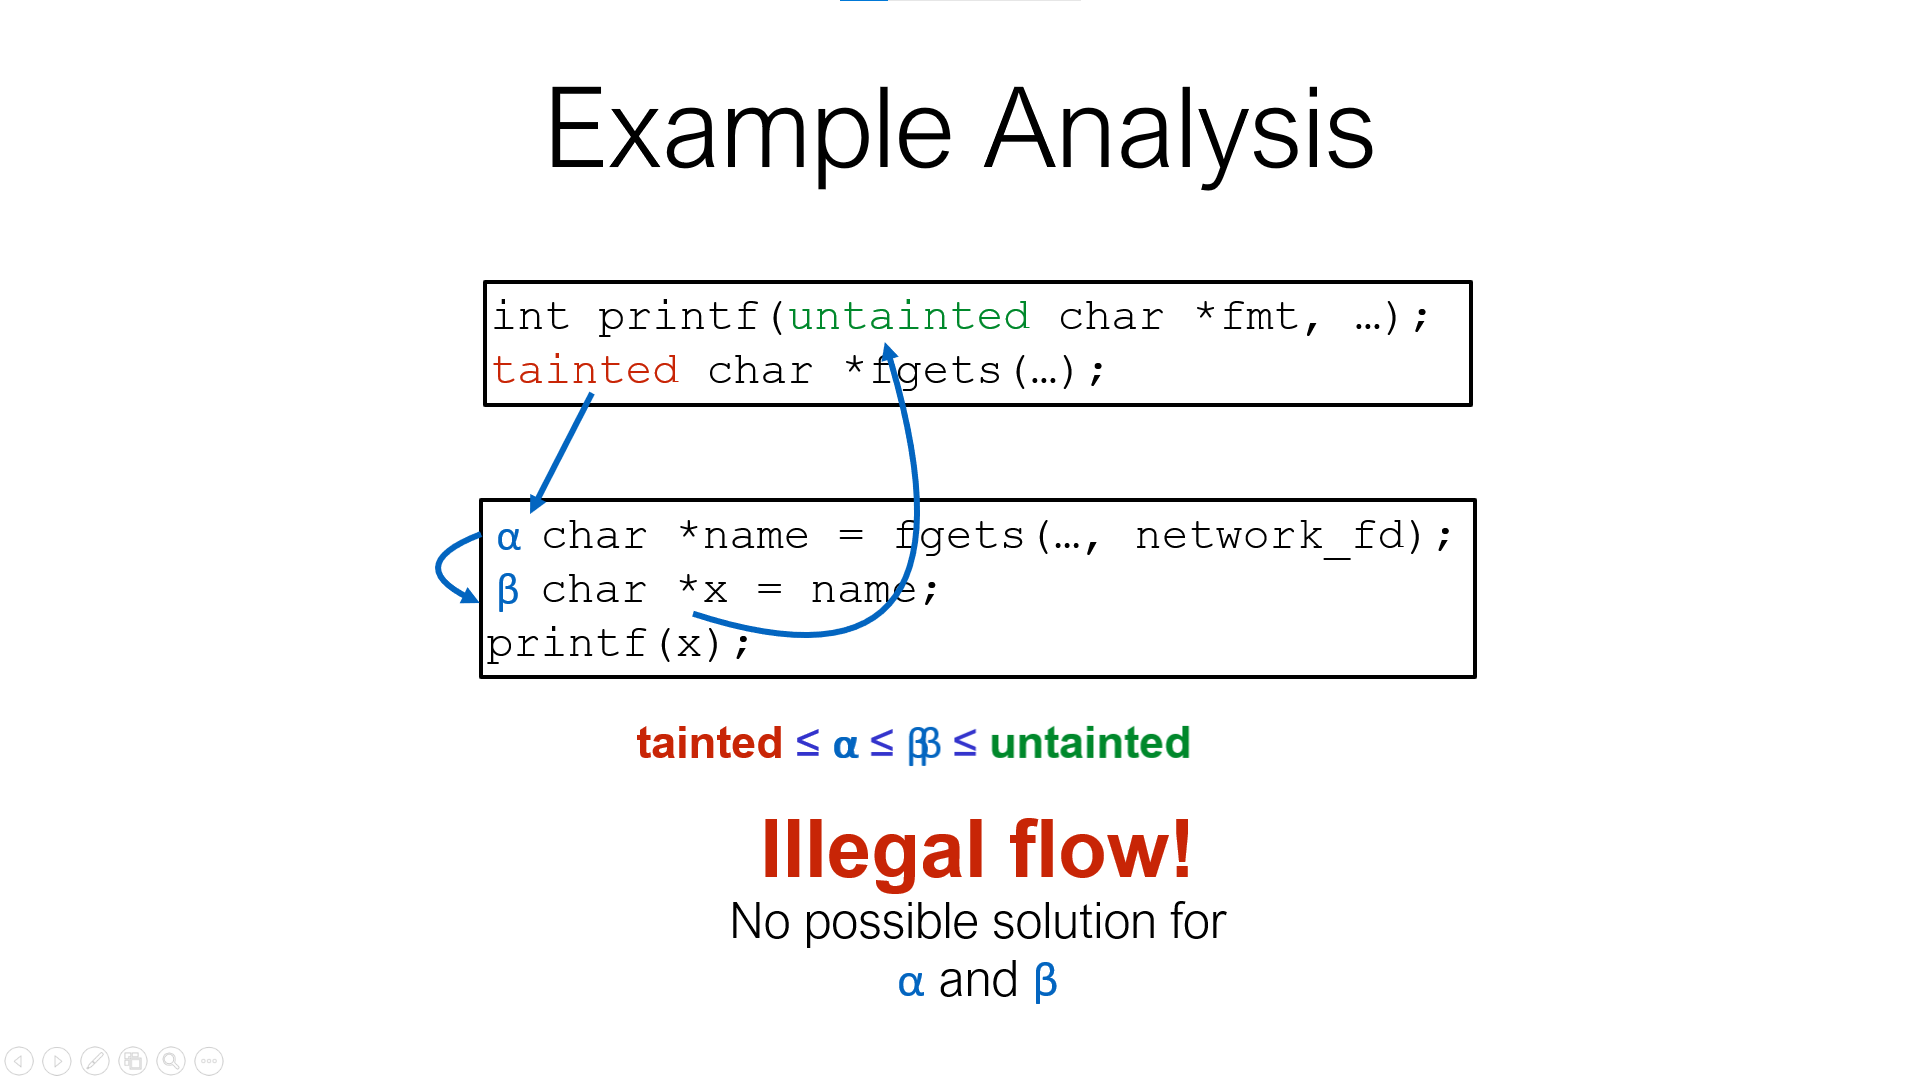 Example Analysis
int printf(untainted char *fmt, …);
tainted char *fgets(…);
α char *name = fgets(…, network_fd);
β char *x = name;
printf(x);
tainted ≤ α ≤ ββ ≤ untainted
Illegal flow!
No possible solution for
α and β